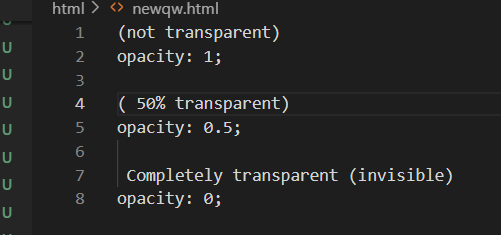 html > newqw.html
U 1 (not transparent)
U 2 opacity: 1;
U 3
U 4 ( 50% transparent)
U 5 opacity: 0.5;
U 6
U 7 Completely transparent (invisible)
U 8 opacity: 0;